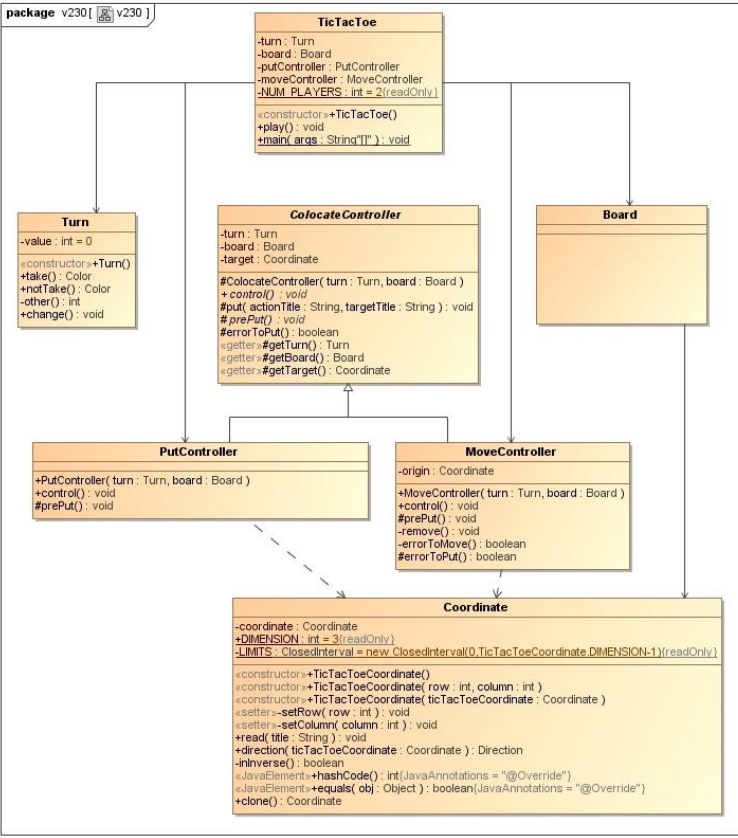 package v230 [ v230 ]
TicTacToe
-turn : Turn
-board : Board
-putController : PutController
-moveController : MoveController
-NUM_PLAYERS : int = 2{readOnly}
«constructor»+TicTacToe()
+play() : void
+main( args : String"[]" ) : void
Turn
-value : int = 0
«constructor»+Turn()
+take() : Color
+notTake() : Color
-other() : int
+change() : void
ColocateController
-turn : Turn
-board : Board
-target : Coordinate
#ColocateController( turn : Turn, board : Board )
+ control() : void
#put( actionTitle : String, targetTitle : String ) : void
# prePut() : void
#errorToPut() : boolean
«getter»#getTurn() : Turn
«getter»#getBoard() : Board
«getter»#getTarget() : Coordinate
Board
PutController
+PutController( turn : Turn, board : Board )
+control() : void
#prePut() : void
MoveController
-origin : Coordinate
+MoveController( turn : Turn, board : Board )
+control() : void
#prePut() : void
-remove() : void
-errorToMove() : boolean
#errorToPut() : boolean
Coordinate
-coordinate : Coordinate
+DIMENSION : int = 3{readOnly}
-LIMITS : ClosedInterval = new ClosedInterval(0,TicTacToeCoordinate,DIMENSION-1){readOnly}
«constructor»+TicTacToeCoordinate()
«constructor»+TicTacToeCoordinate( row : int, column : int )
«constructor»+TicTacToeCoordinate( ticTacToeCoordinate : Coordinate )
«setter»-setRow( row : int ) : void
«setter»-setColumn( column : int ) : void
+read( title : String ) : void
+direction( ticTacToeCoordinate : Coordinate ) : Direction
-inInverse() : boolean
«JavaElement»+hashCode() : int{JavaAnnotations = "@Override"}
«JavaElement»+equals( obj : Object ) : boolean{JavaAnnotations = "@Override"}
+clone() : Coordinate